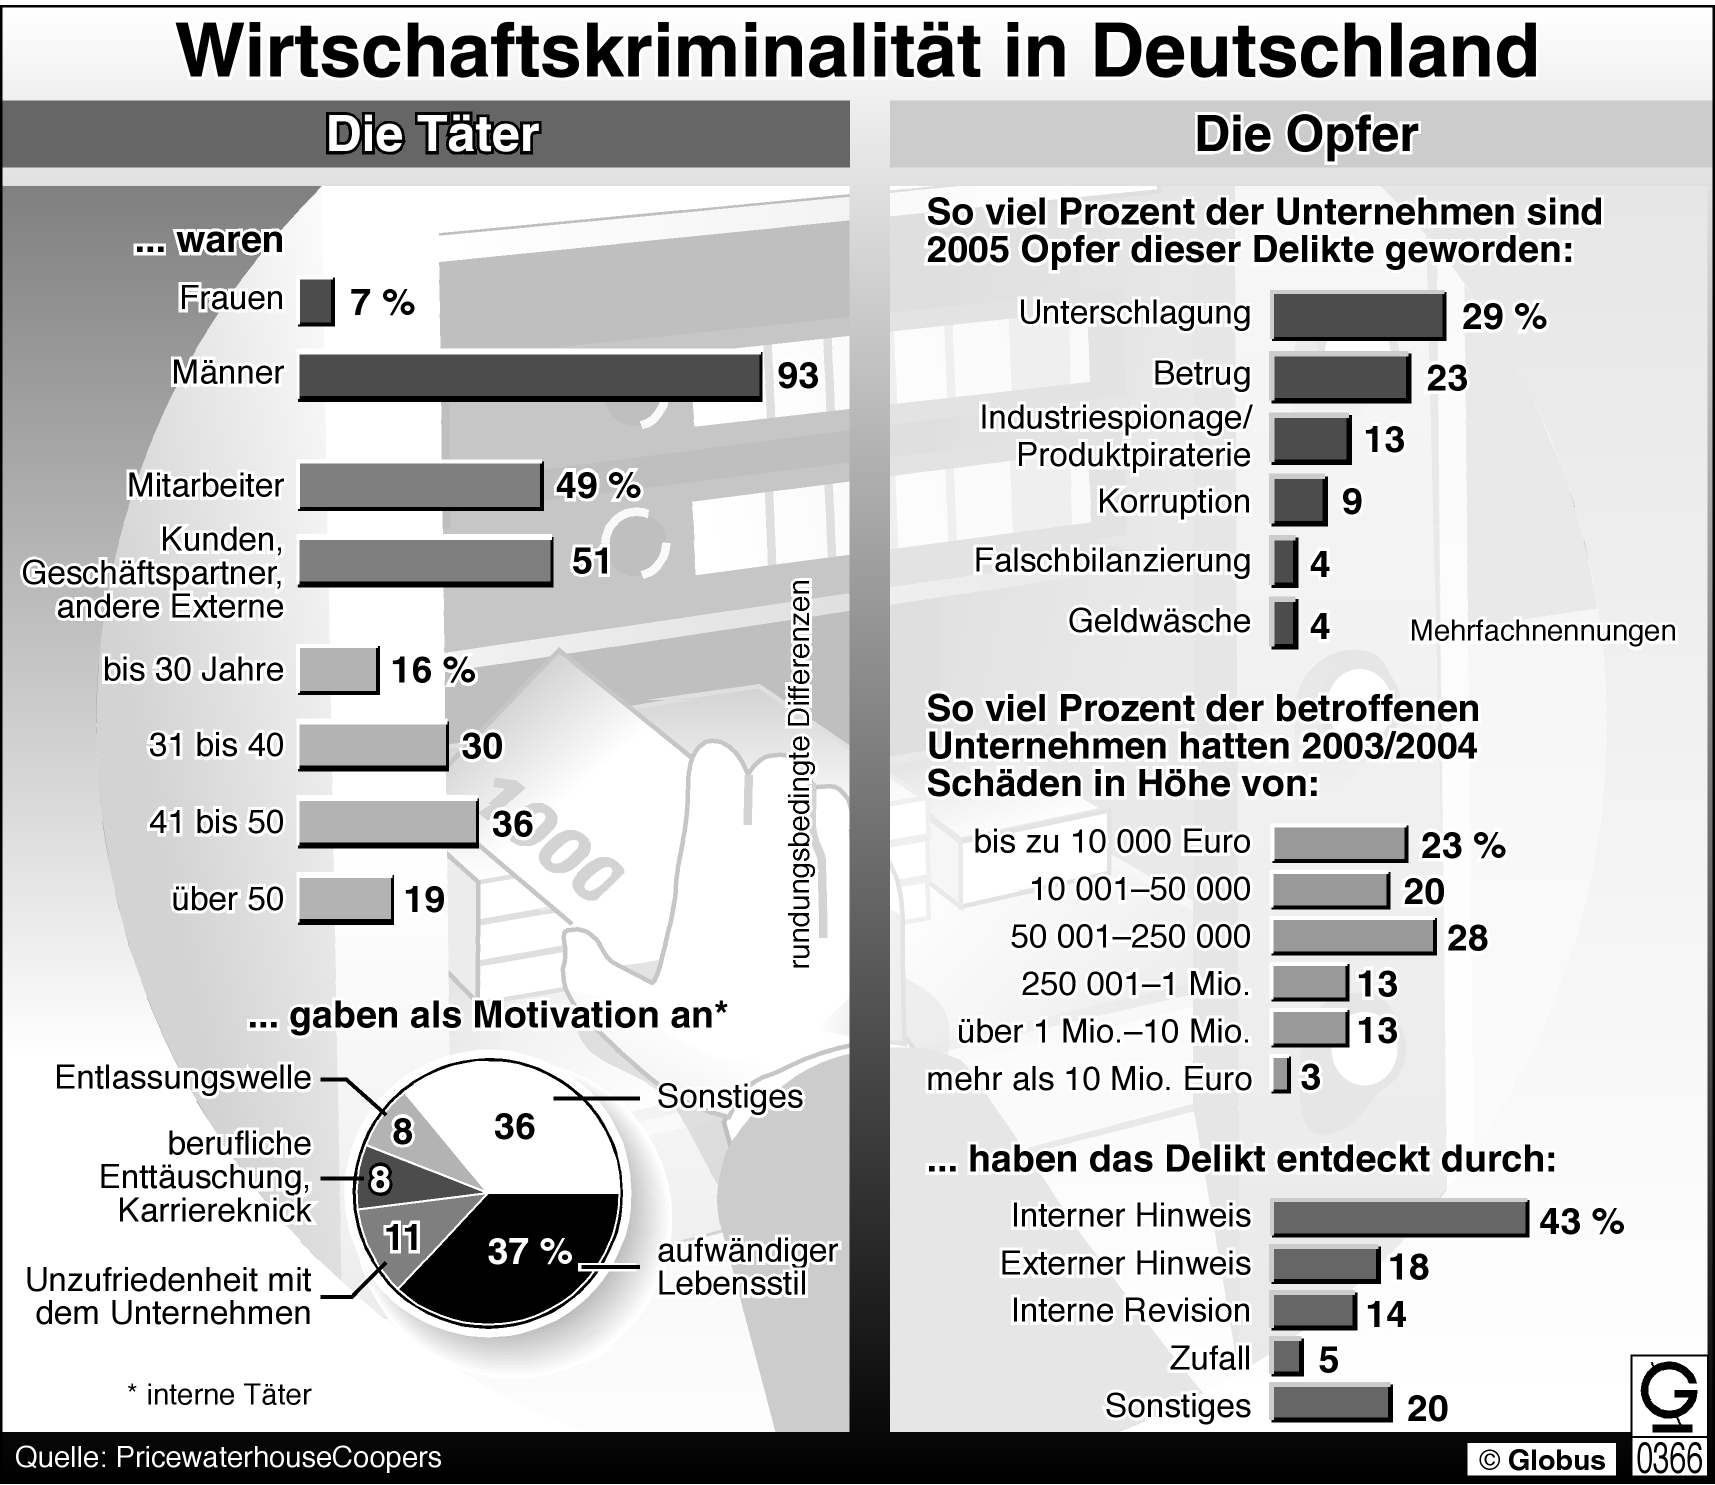 Wirtschaftskriminalität in Deutschland
Die Täter
... waren
Frauen 7 %
Männer 93
Mitarbeiter 49 %
Kunden,
Geschäftspartner, 51
andere Externe
bis 30 Jahre 16 %
31 bis 40 30
41 bis 50 36
über 50 19
rundungsbedingte Differenzen
1000
... gaben als Motivation an*
Entlassungswelle 8
berufliche
Enttäuschung, 8
Karriereknick
Unzufriedenheit mit 11
dem Unternehmen
36 Sonstiges
37 % aufwändiger
Lebensstil
* interne Täter
Die Opfer
So viel Prozent der Unternehmen sind
2005 Opfer dieser Delikte geworden:
Unterschlagung 29 %
Betrug 23
Industriespionage/
Produktpiraterie 13
Korruption 9
Falschbilanzierung 4
Geldwäsche 4
Mehrfachnennungen
So viel Prozent der betroffenen
Unternehmen hatten 2003/2004
Schäden in Höhe von:
bis zu 10 000 Euro 23 %
10 001–50 000 20
50 001–250 000 28
250 001–1 Mio. 13
über 1 Mio.–10 Mio. 13
mehr als 10 Mio. Euro 3
... haben das Delikt entdeckt durch:
Interner Hinweis 43 %
Externer Hinweis 18
Interne Revision 14
Zufall 5
Sonstiges 20
Quelle: PricewaterhouseCoopers
© Globus
G
0366